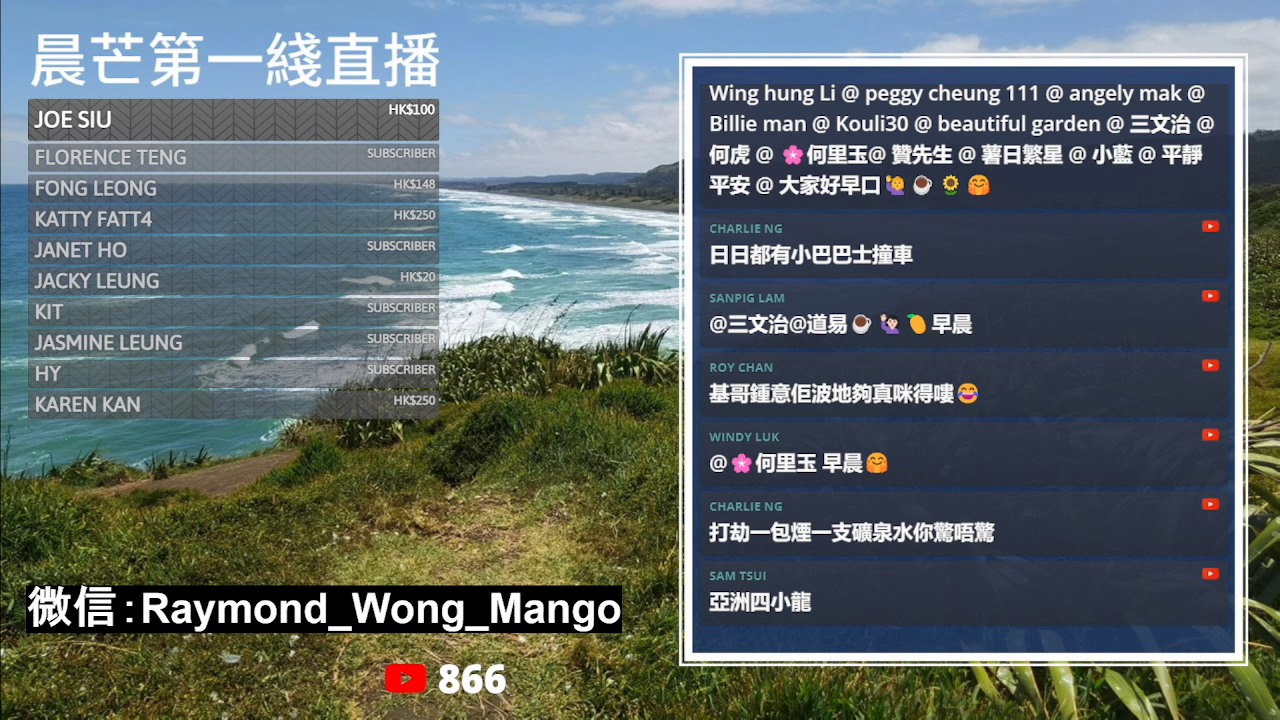 晨芒第一綫直播
JOE SIU HK$100
FLORENCE TENG SUBSCRIBER
FONG LEONG HK$148
KATTY FATT4 HK$250
JANET HO SUBSCRIBER
JACKY LEUNG HK$20
KIT SUBSCRIBER
JASMINE LEUNG SUBSCRIBER
HY SUBSCRIBER
KAREN KAN HK$250
微信:Raymond_Wong_Mango
866
Wing hung Li @ peggy cheung 111 @ angely mak @
Billie man @ Kouli30 @ beautiful garden @ 三文治 @
何虎 @ 🌸何里玉@ 贊先生 @ 薯日繁星 @ 小藍 @ 平靜
平安 @ 大家好早口🙋☕🌻🤗
CHARLIE NG
日日都有小巴巴士撞車
SANPIG LAM
@三文治@道易☕🙋🏻‍♀️🥭早晨
ROY CHAN
基哥鍾意佢波地夠真咪得嘍😂
WINDY LUK
@🌸何里玉 早晨🤗
CHARLIE NG
打劫一包煙一支礦泉水你驚唔驚
SAM TSUI
亞洲四小龍